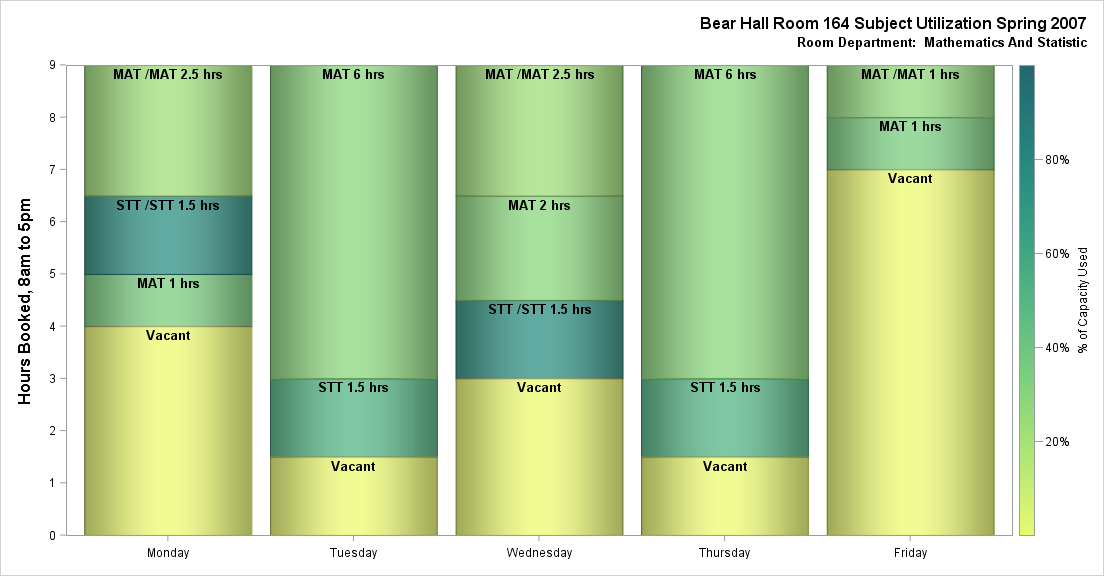 Bear Hall Room 164 Subject Utilization Spring 2007
Room Department:  Mathematics And Statistic
Hours Booked, 8am to 5pm
9
8
7
6
5
4
3
2
1
0
MAT /MAT 2.5 hrs
STT /STT 1.5 hrs
MAT 1 hrs
Vacant
MAT 6 hrs
STT 1.5 hrs
Vacant
MAT /MAT 2.5 hrs
MAT 2 hrs
STT /STT 1.5 hrs
Vacant
MAT 6 hrs
STT 1.5 hrs
Vacant
MAT /MAT 1 hrs
MAT 1 hrs
Vacant
Monday
Tuesday
Wednesday
Thursday
Friday
80%
60%
40%
20%
% of Capacity Used